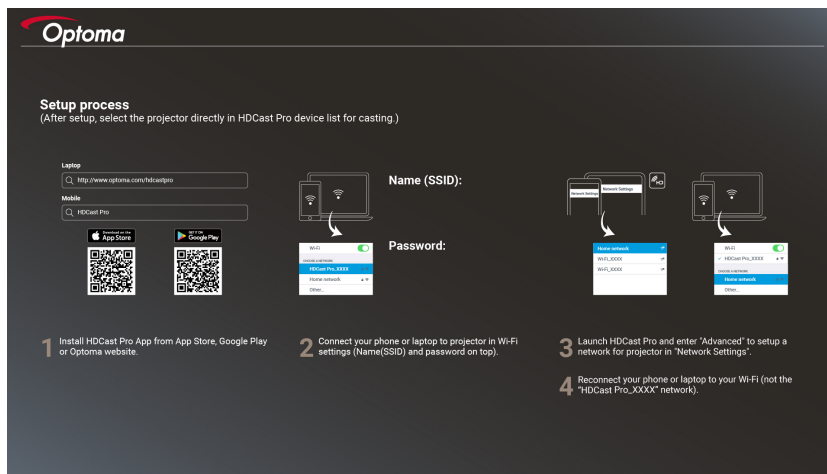 Optoma
Setup process
(After setup, select the projector directly in HDCast Pro device list for casting.)
Laptop
http://www.optoma.com/hdcastpro
Mobile
HDCast Pro
Download on the
App Store
GET IT ON
Google Play
1 Install HDCast Pro App from App Store, Google Play
or Optoma website.
Name (SSID):
Password:
Wi-Fi
CHOOSE A NETWORK
HDCast Pro_XXXX
Home network
Other...
2 Connect your phone or laptop to projector in Wi-Fi
settings (Name(SSID) and password on top).
Network Settings
Network Settings
HD
Home network
Wi-Fi_XXXX
Wi-Fi_XXXX
Wi-Fi
HDCast Pro_XXXX
CHOOSE A NETWORK
Home network
Other...
3 Launch HDCast Pro and enter "Advanced" to setup a
network for projector in "Network Settings".
4 Reconnect your phone or laptop to your Wi-Fi (not the
"HDCast Pro_XXXX" network).